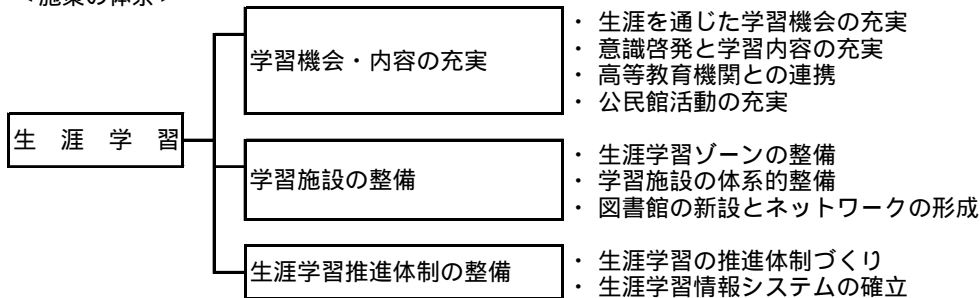 <施策の体系>
学習機会・内容の充実
・ 生涯を通じた学習機会の充実
・ 意識啓発と学習内容の充実
・ 高等教育機関との連携
・ 公民館活動の充実
生 涯 学 習
学習施設の整備
・ 生涯学習ゾーンの整備
・ 学習施設の体系的整備
・ 図書館の新設とネットワークの形成
生涯学習推進体制の整備
・ 生涯学習の推進体制づくり
・ 生涯学習情報システムの確立